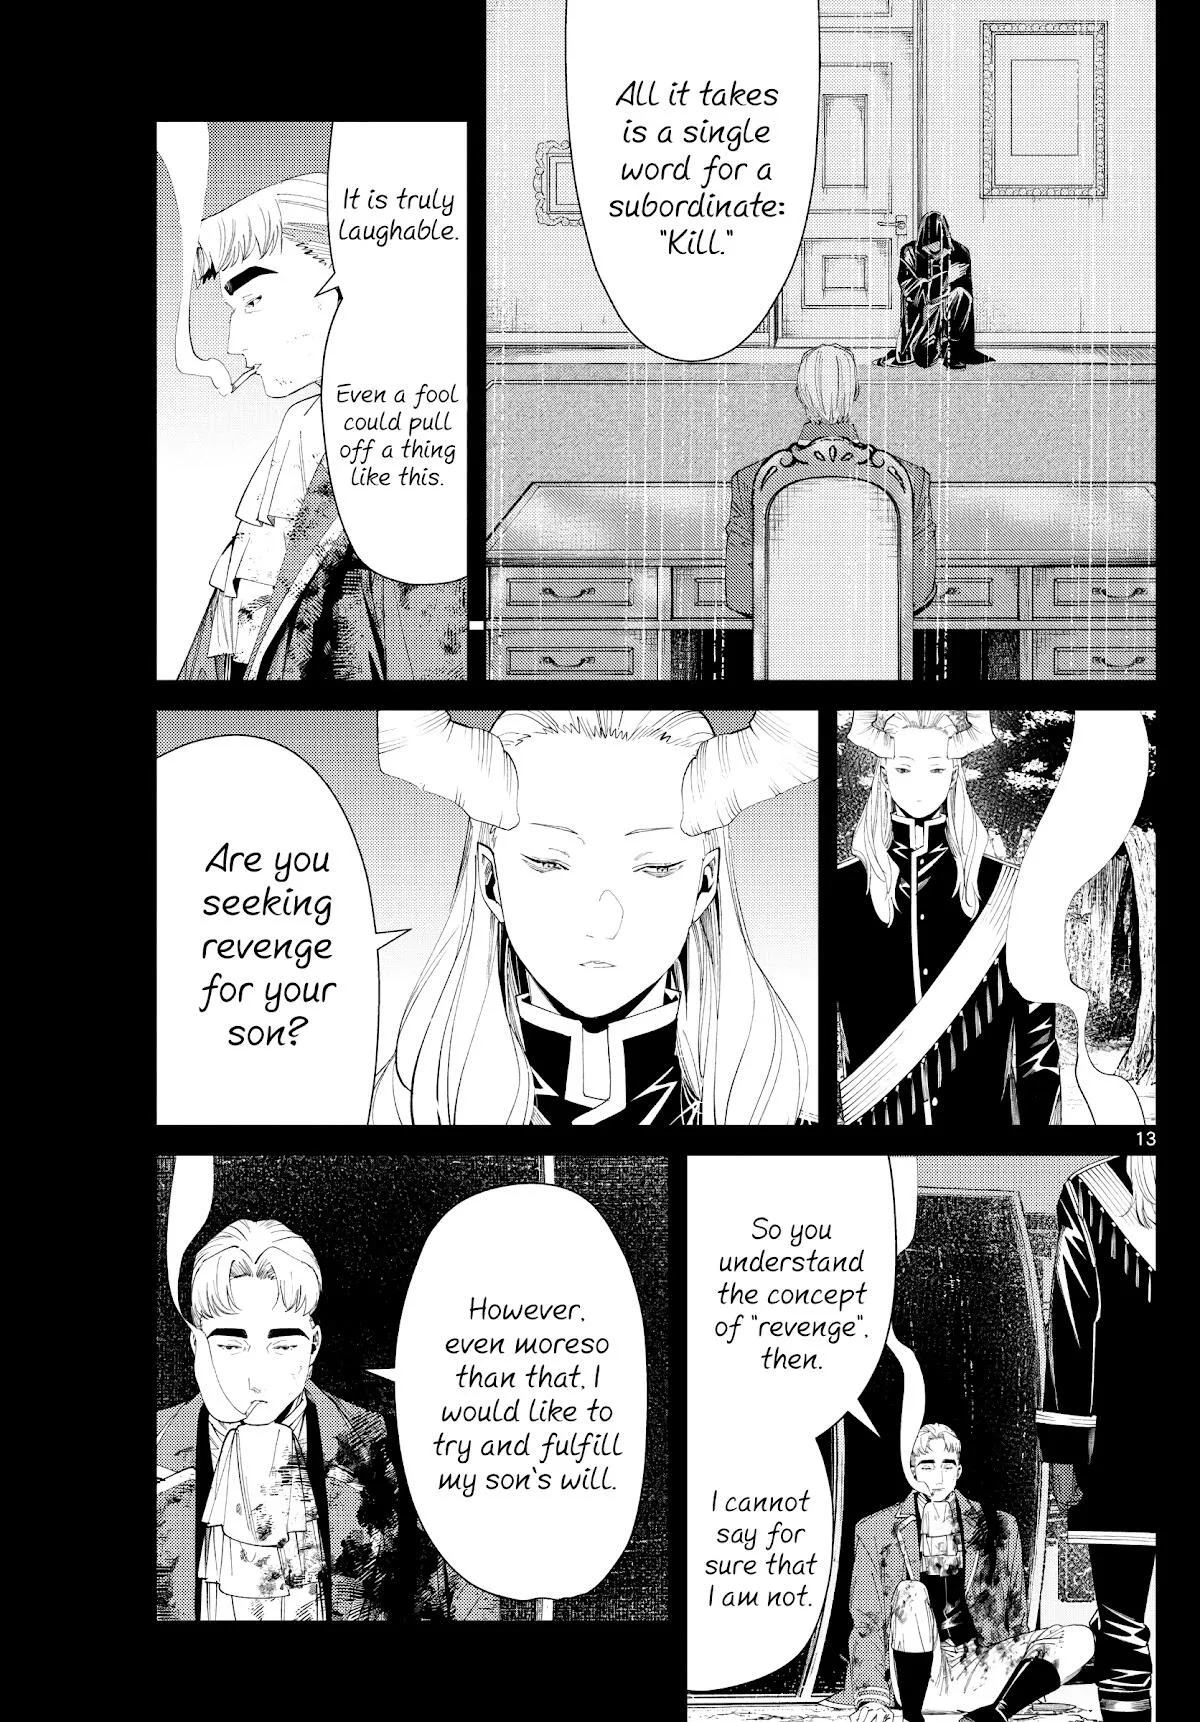 All it takes
is a single
word for a
subordinate:
"Kill."
It is truly
laughable.
Even a fool
could pull
off a thing
like this.
Are you
seeking
revenge
for your
son?
13
So you
understand
the concept
of "revenge",
then.
I cannot
say for
sure that
I am not.
However,
even moreso
than that, I
would like to
try and fulfill
my son's will.